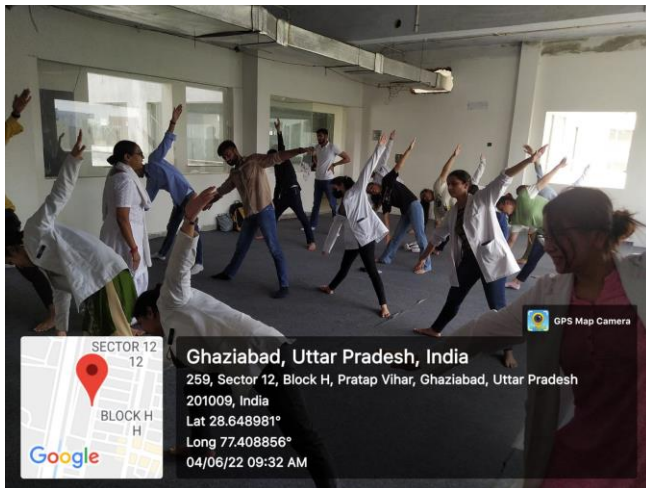 GPS Map Camera
SECTOR 12
12
BLOCK H
H
Google
Ghaziabad, Uttar Pradesh, India
259, Sector 12, Block H, Pratap Vihar, Ghaziabad, Uttar Pradesh
201009, India
Lat 28.648981°
Long 77.408856°
04/06/22 09:32 AM